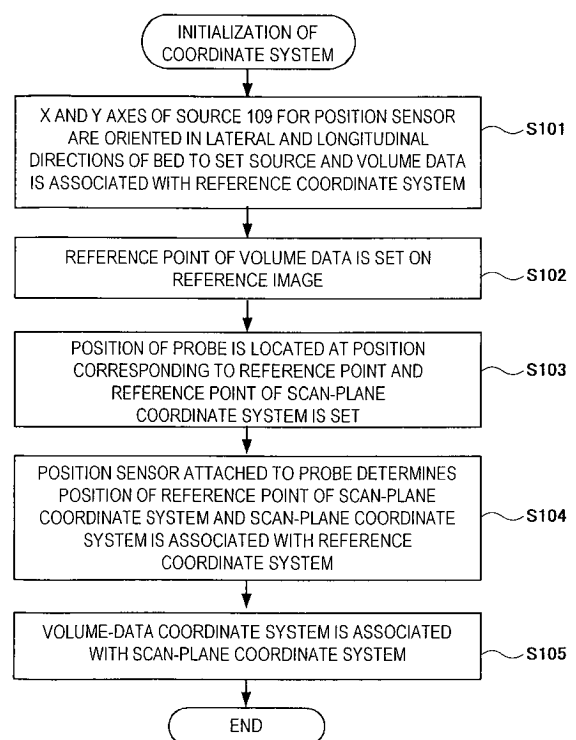 INITIALIZATION OF
COORDINATE SYSTEM
X AND Y AXES OF SOURCE 109 FOR POSITION SENSOR
ARE ORIENTED IN LATERAL AND LONGITUDINAL
DIRECTIONS OF BED TO SET SOURCE AND VOLUME DATA
IS ASSOCIATED WITH REFERENCE COORDINATE SYSTEM
S101
REFERENCE POINT OF VOLUME DATA IS SET ON
REFERENCE IMAGE
S102
POSITION OF PROBE IS LOCATED AT POSITION
CORRESPONDING TO REFERENCE POINT AND
REFERENCE POINT OF SCAN-PLANE
COORDINATE SYSTEM IS SET
S103
POSITION SENSOR ATTACHED TO PROBE DETERMINES
POSITION OF REFERENCE POINT OF SCAN-PLANE
COORDINATE SYSTEM AND SCAN-PLANE COORDINATE
SYSTEM IS ASSOCIATED WITH REFERENCE
COORDINATE SYSTEM
S104
VOLUME-DATA COORDINATE SYSTEM IS ASSOCIATED
WITH SCAN-PLANE COORDINATE SYSTEM
S105
END